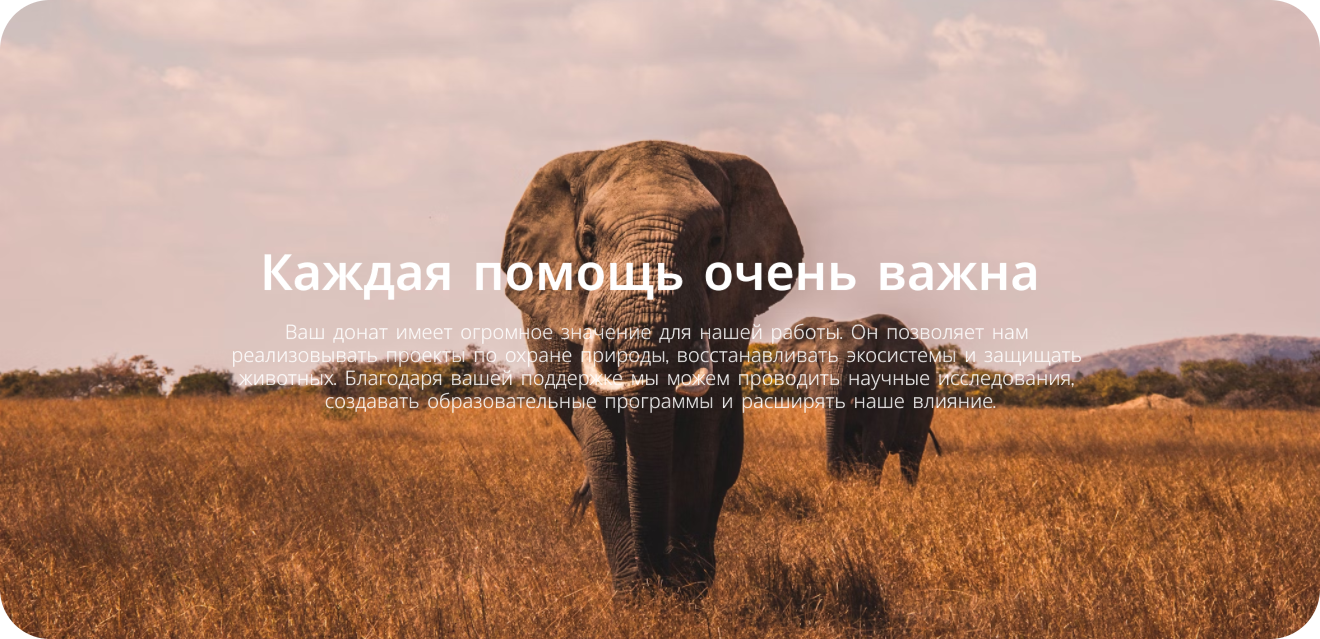 Каждая помощь очень важна
Ваш донат имеет огромное значение для нашей работы. Он позволяет нам
реализовывать проекты по охране природы, восстанавливать экосистемы и защищать
животных. Благодаря вашей поддержке мы можем проводить научные исследования,
создавать образовательные программы и расширять наше влияние.